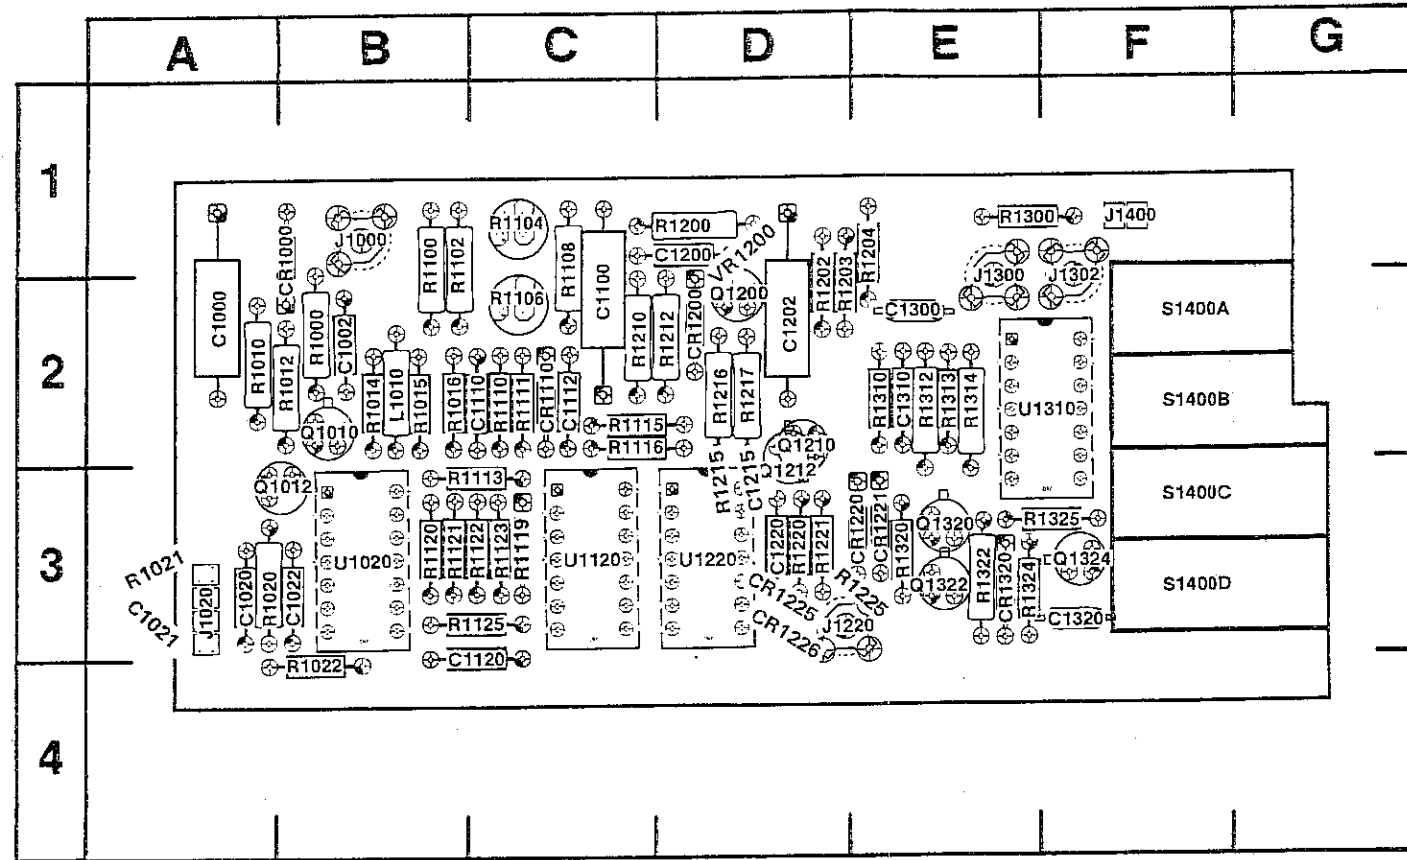 A B C D E F G
1
R1104 R1200 R1300 J1400
CR1000 J1000 R1100 R1102 R1108 C1100 C1200 VR1200 R1202 R1203 R1204 J1300 J1302
2
C1000 R1010 R1012 R1000 C1002 R1106 R1210 R1212 CR1200 Q1200 C1202 C1300 S1400A
R1014 L1010 R1015 R1016 C1110 R1110 R1111 CR1110 C1112 R1216 R1217 R1310 C1310 R1312 R1313 R1314 U1310 S1400B
Q1010 R1115 Q1210
R1116 Q1212
3
Q1012 R1113 R1215 C1215 S1400C
R1120 R1121 R1122 R1123 R1119 C1220 R1220 R1221 CR1220 CR1221 R1320 Q1320 R1325
R1021 U1020 U1120 U1220 Q1324
C1021 J1020 C1020 R1020 C1022 CR1225 R1225 Q1322 R1322 CR1320 R1324 S1400D
R1125 CR1226 J1220 C1320
R1022 C1120
4